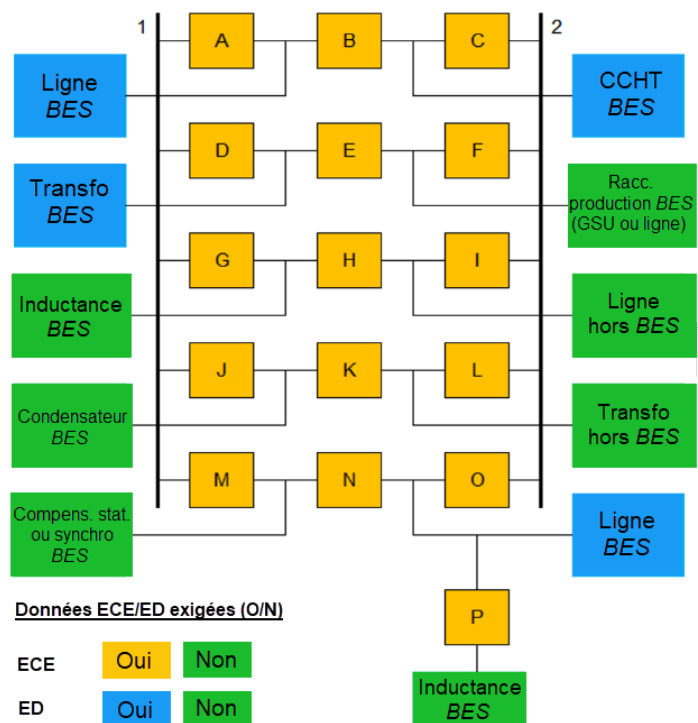 1
A
B
C
2
Ligne
BES
CCHT
BES
D
E
F
Transfo
BES
Racc.
production BES
(GSU ou ligne)
G
H
I
Inductance
BES
Ligne
hors BES
J
K
L
Condensateur
BES
Transfo
hors BES
M
N
O
Compens. stat.
ou synchro
BES
Ligne
BES
P
Inductance
BES
Données ECE/ED exigées (O/N)
ECE Oui Non
ED Oui Non